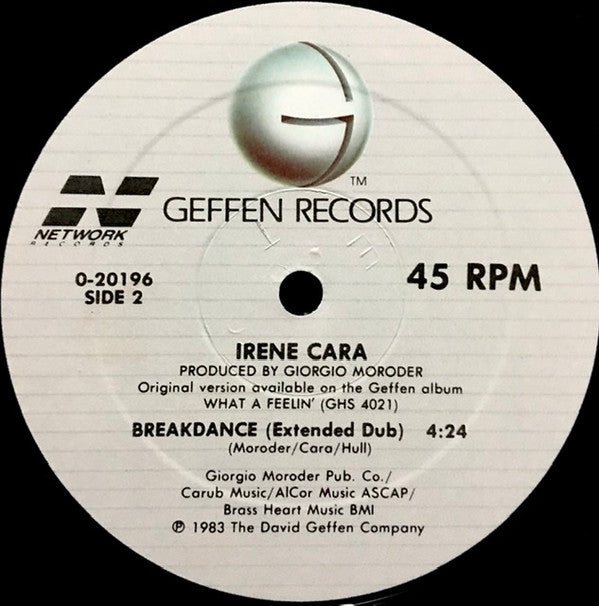 G
TM
GEFFEN RECORDS
N
NETWORK
RECORDS
0-20196
SIDE 2
45 RPM
IRENE CARA
PRODUCED BY GIORGIO MORODER
Original version available on the Geffen album
WHAT A FEELIN' (GHS 4021)
BREAKDANCE (Extended Dub) 4:24
(Moroder/Cara/Hull)
Giorgio Moroder Pub. Co./
Carub Music/AlCor Music ASCAP/
Brass Heart Music BMI
℗ 1983 The David Geffen Company